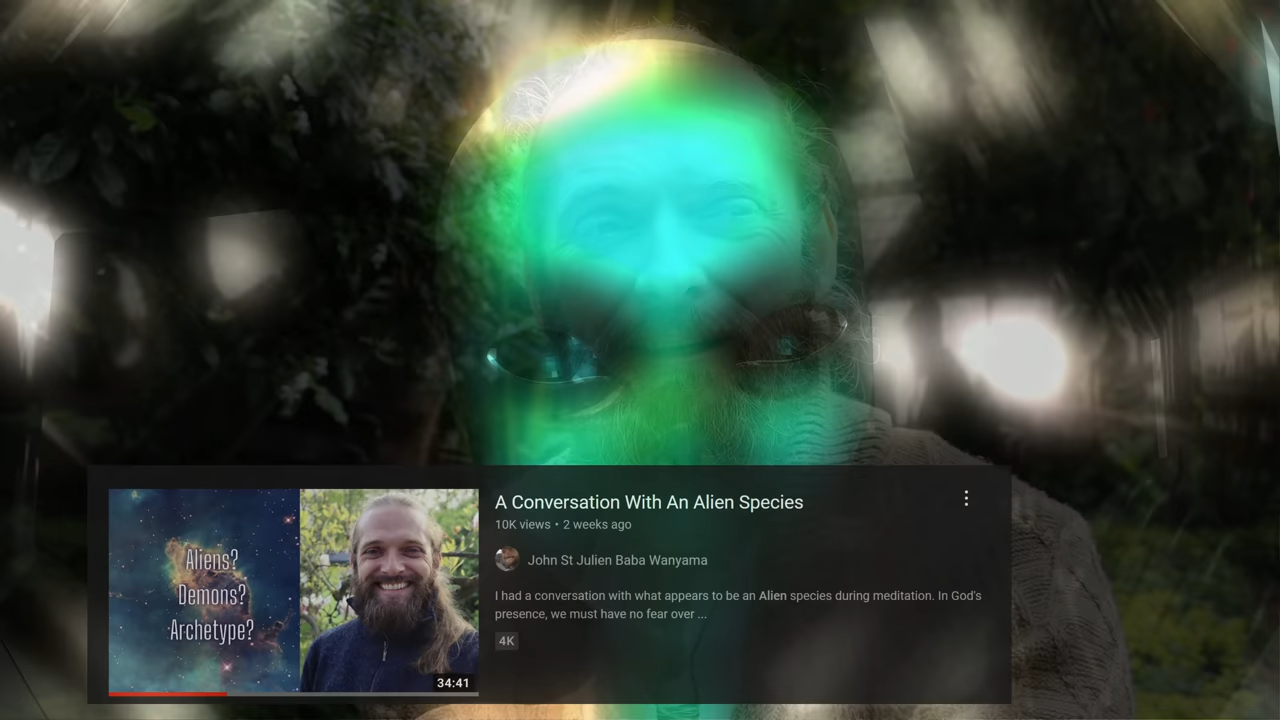 Aliens?
Demons?
Archetype?
34:41
A Conversation With An Alien Species
10K views • 2 weeks ago
John St Julien Baba Wanyama
I had a conversation with what appears to be an Alien species during meditation. In God's
presence, we must have no fear over ...
4K